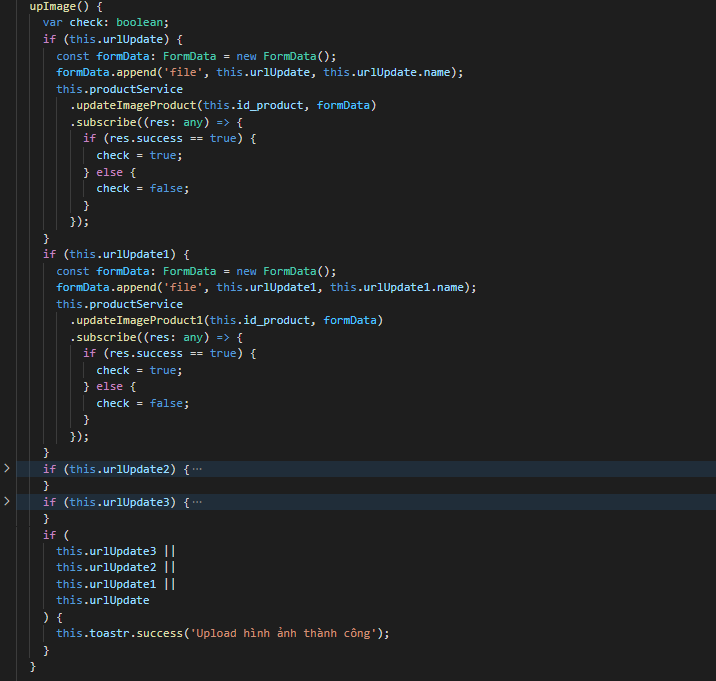 upImage() {
var check: boolean;
if (this.urlUpdate) {
const formData: FormData = new FormData();
formData.append('file', this.urlUpdate, this.urlUpdate.name);
this.productService
.updateImageProduct(this.id_product, formData)
.subscribe((res: any) => {
if (res.success == true) {
check = true;
} else {
check = false;
}
});
}
if (this.urlUpdate1) {
const formData: FormData = new FormData();
formData.append('file', this.urlUpdate1, this.urlUpdate1.name);
this.productService
.updateImageProduct1(this.id_product, formData)
.subscribe((res: any) => {
if (res.success == true) {
check = true;
} else {
check = false;
}
});
}
if (this.urlUpdate2) { ···
}
if (this.urlUpdate3) { ···
}
if (
this.urlUpdate3 ||
this.urlUpdate2 ||
this.urlUpdate1 ||
this.urlUpdate
) {
this.toastr.success('Upload hình ảnh thành công');
}
}